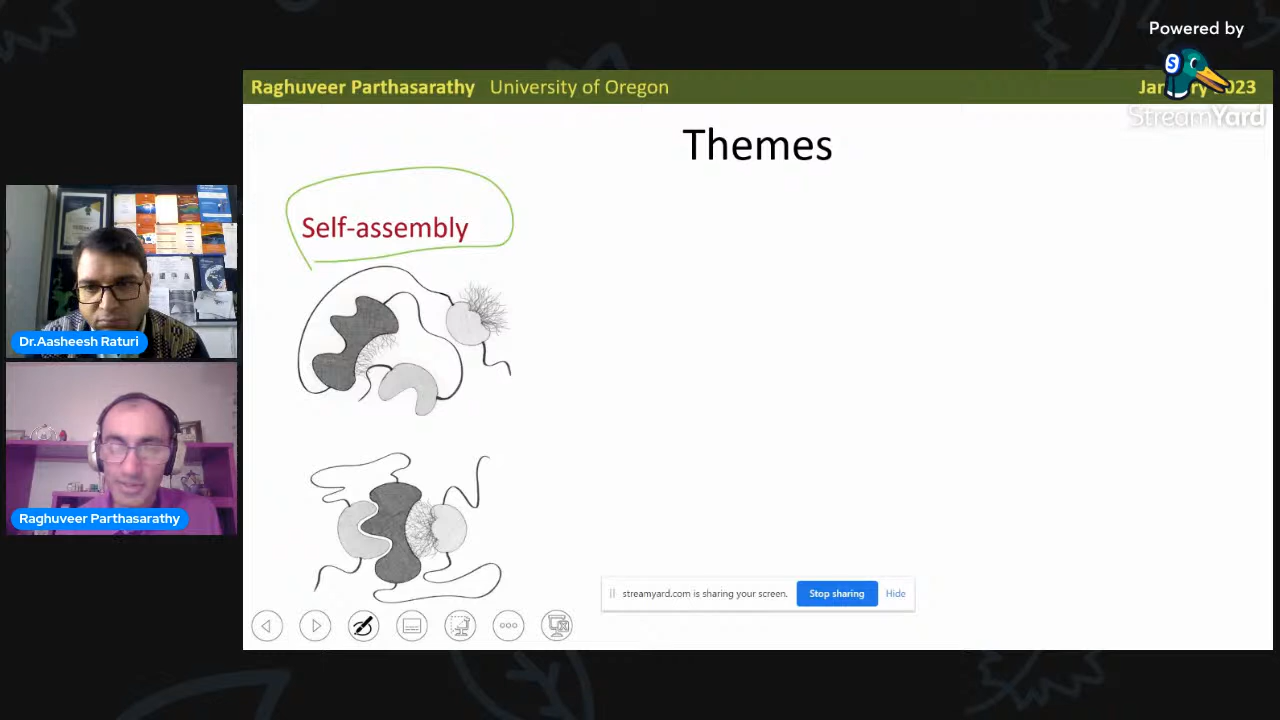 Powered by
StreamYard
Raghuveer Parthasarathy University of Oregon
Themes
Self-assembly
Dr.Aasheesh Raturi
Raghuveer Parthasarathy
streamyard.com is sharing your screen.
Stop sharing
Hide